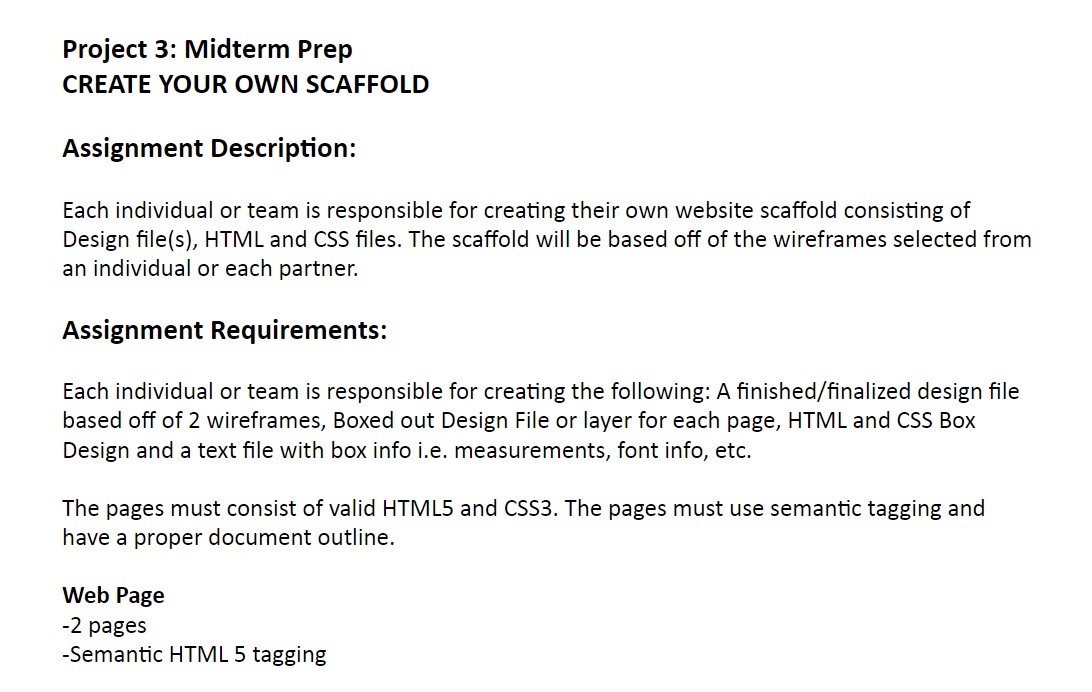 Project 3: Midterm Prep
CREATE YOUR OWN SCAFFOLD
Assignment Description:
Each individual or team is responsible for creating their own website scaffold consisting of
Design file(s), HTML and CSS files. The scaffold will be based off of the wireframes selected from
an individual or each partner.
Assignment Requirements:
Each individual or team is responsible for creating the following: A finished/finalized design file
based off of 2 wireframes, Boxed out Design File or layer for each page, HTML and CSS Box
Design and a text file with box info i.e. measurements, font info, etc.
The pages must consist of valid HTML5 and CSS3. The pages must use semantic tagging and
have a proper document outline.
Web Page
-2 pages
-Semantic HTML 5 tagging